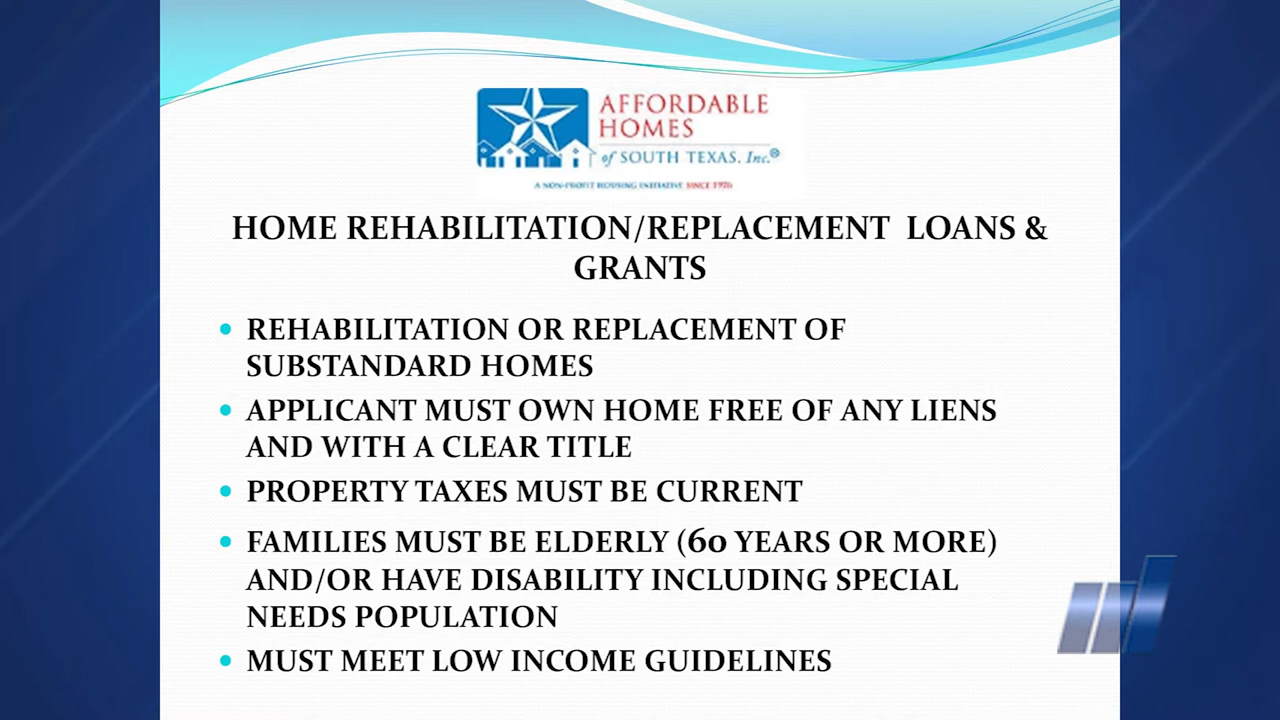 AFFORDABLE
HOMES
of SOUTH TEXAS, Inc.®
A NON-PROFIT HOUSING INITIATIVE SINCE 1976
HOME REHABILITATION/REPLACEMENT LOANS &
GRANTS
• REHABILITATION OR REPLACEMENT OF
SUBSTANDARD HOMES
• APPLICANT MUST OWN HOME FREE OF ANY LIENS
AND WITH A CLEAR TITLE
• PROPERTY TAXES MUST BE CURRENT
• FAMILIES MUST BE ELDERLY (60 YEARS OR MORE)
AND/OR HAVE DISABILITY INCLUDING SPECIAL
NEEDS POPULATION
• MUST MEET LOW INCOME GUIDELINES